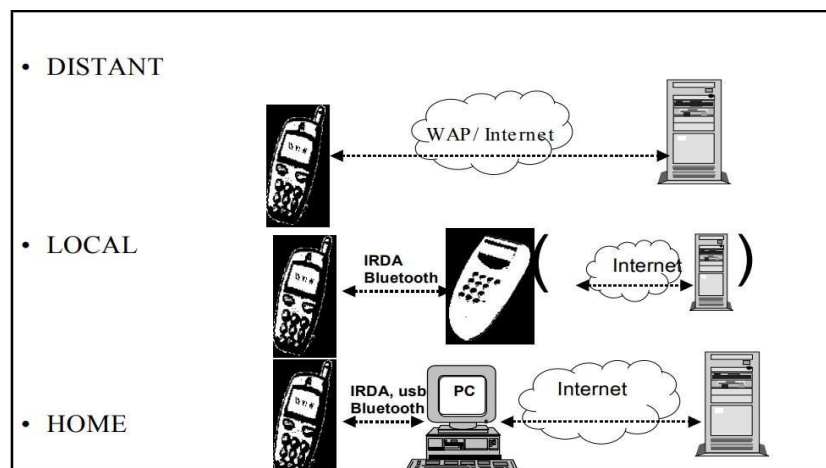 • DISTANT
WAP/ Internet
• LOCAL
IRDA
Bluetooth
(
Internet
)
IRDA, usb
Bluetooth
PC
Internet
• HOME